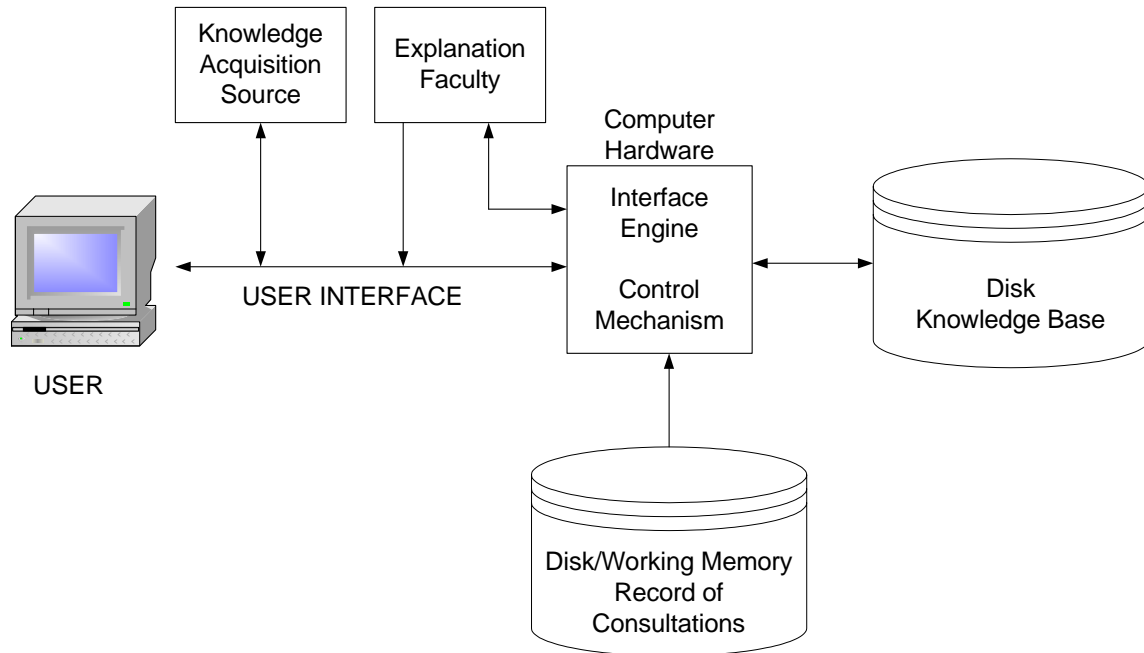 Knowledge
Acquisition
Source
Explanation
Faculty
Computer
Hardware
Interface
Engine
Control
Mechanism
Disk
Knowledge Base
USER INTERFACE
USER
Disk/Working Memory
Record of
Consultations